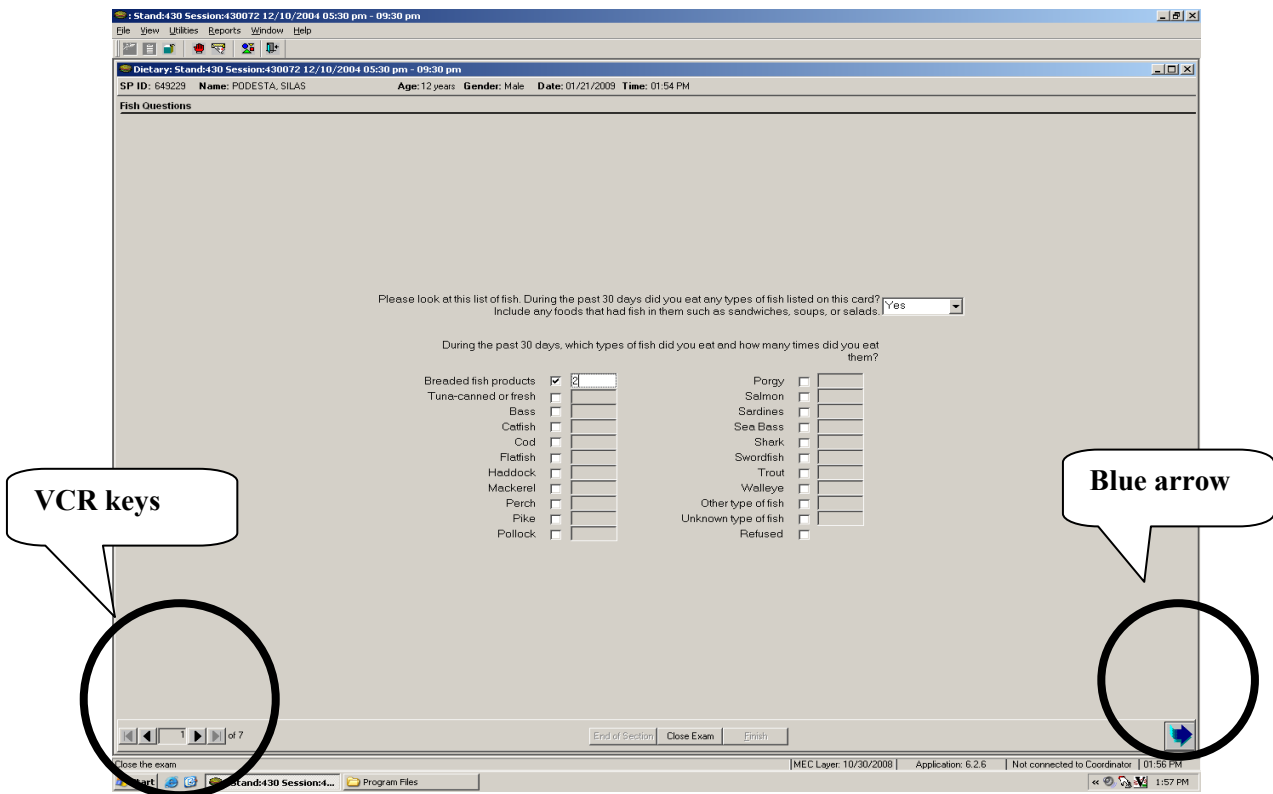 : Stand:430 Session:430072 12/10/2004 05:30 pm - 09:30 pm
File View Utilities Reports Window Help
Dietary: Stand:430 Session:430072 12/10/2004 05:30 pm - 09:30 pm
SP ID: 649229 Name: PODESTA, SILAS Age: 12 years Gender: Male Date: 01/21/2009 Time: 01:54 PM
Fish Questions
Please look at this list of fish. During the past 30 days did you eat any types of fish listed on this card? Yes
Include any foods that had fish in them such as sandwiches, soups, or salads.
During the past 30 days, which types of fish did you eat and how many times did you eat
them?
Breaded fish products 2 Porgy
Tuna-canned or fresh Salmon
Bass Sardines
Catfish Sea Bass
Cod Shark
Flatfish Swordfish
Haddock Trout
Mackerel Walleye
Perch Other type of fish
Pike Unknown type of fish
Pollock Refused
VCR keys
Blue arrow
1 of 7 End of Section Close Exam Finish
Close the exam MEC Layer: 10/30/2008 Application: 6.2.6 Not connected to Coordinator 01:56 PM
Start : Stand:430 Session:4... Program Files « 1:57 PM